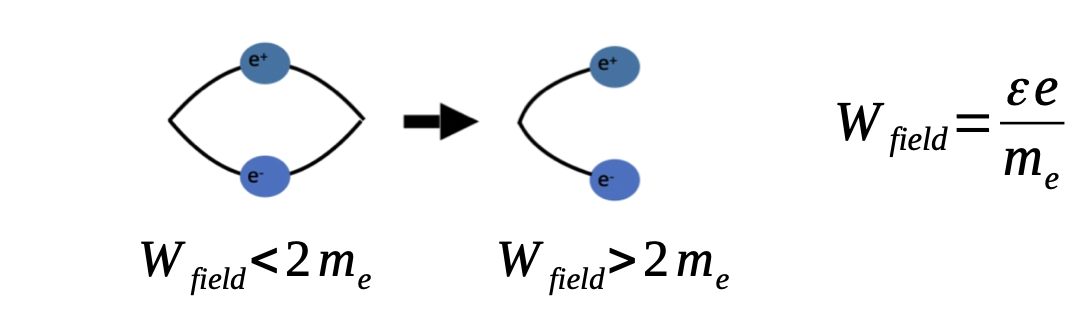 e⁺
e⁻
e⁺
e⁻
W_field = εe / m_e
W_field < 2 m_e
W_field > 2 m_e